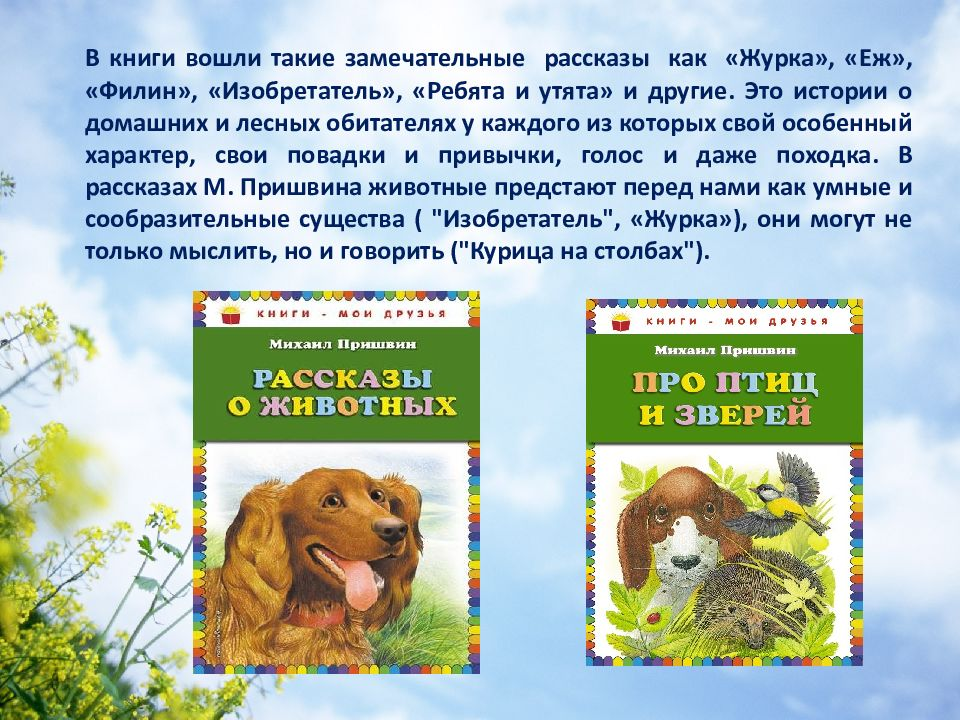 В книги вошли такие замечательные рассказы как «Журка», «Еж»,
«Филин», «Изобретатель», «Ребята и утята» и другие. Это истории о
домашних и лесных обитателях у каждого из которых свой особенный
характер, свои повадки и привычки, голос и даже походка. В
рассказах М. Пришвина животные предстают перед нами как умные и
сообразительные существа ( "Изобретатель", «Журка»), они могут не
только мыслить, но и говорить ("Курица на столбах").
КНИГИ - МОИ ДРУЗЬЯ
Михаил Пришвин
РАССКАЗЫ
О ЖИВОТНЫХ
КНИГИ - МОИ ДРУЗЬЯ
Михаил Пришвин
ПРО ПТИЦ
И ЗВЕРЕЙ